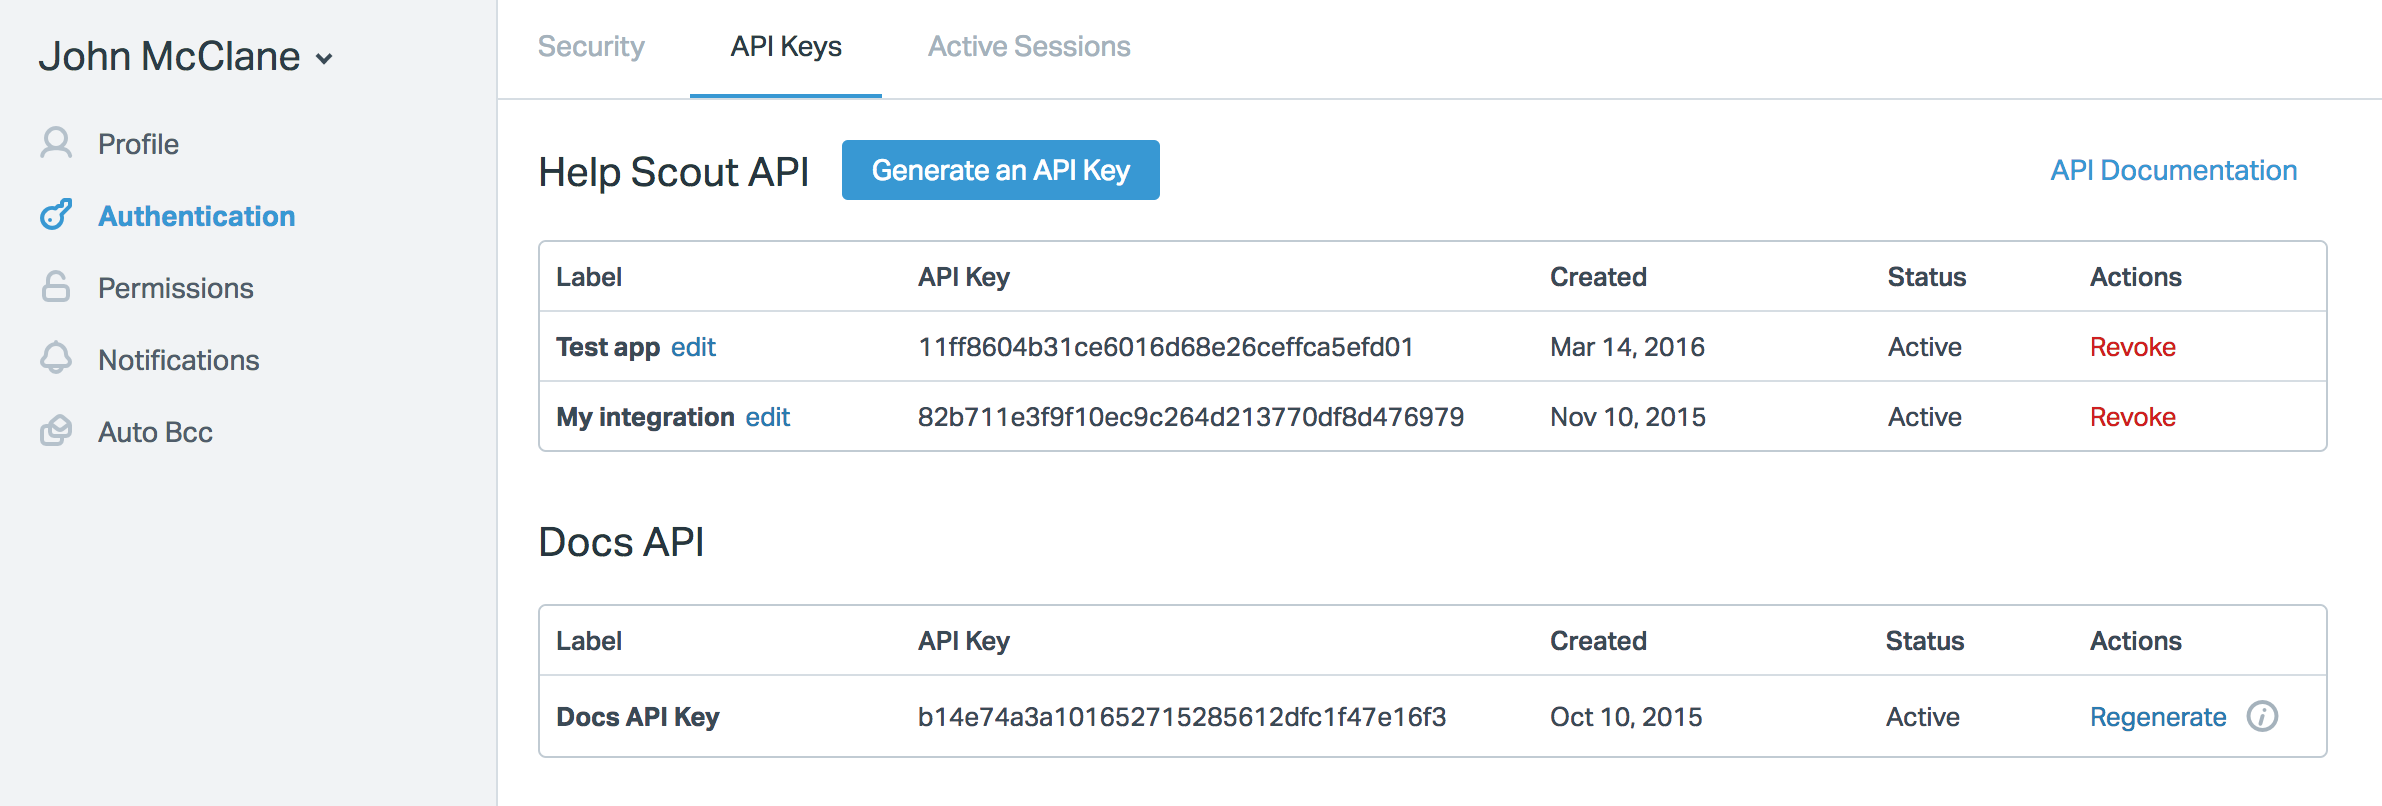 John McClane
Profile
Authentication
Permissions
Notifications
Auto Bcc
Security API Keys Active Sessions
Help Scout API Generate an API Key API Documentation
Label API Key Created Status Actions
Test app edit 11ff8604b31ce6016d68e26ceffca5efd01 Mar 14, 2016 Active Revoke
My integration edit 82b711e3f9f10ec9c264d213770df8d476979 Nov 10, 2015 Active Revoke
Docs API
Label API Key Created Status Actions
Docs API Key b14e74a3a101652715285612dfc1f47e16f3 Oct 10, 2015 Active Regenerate